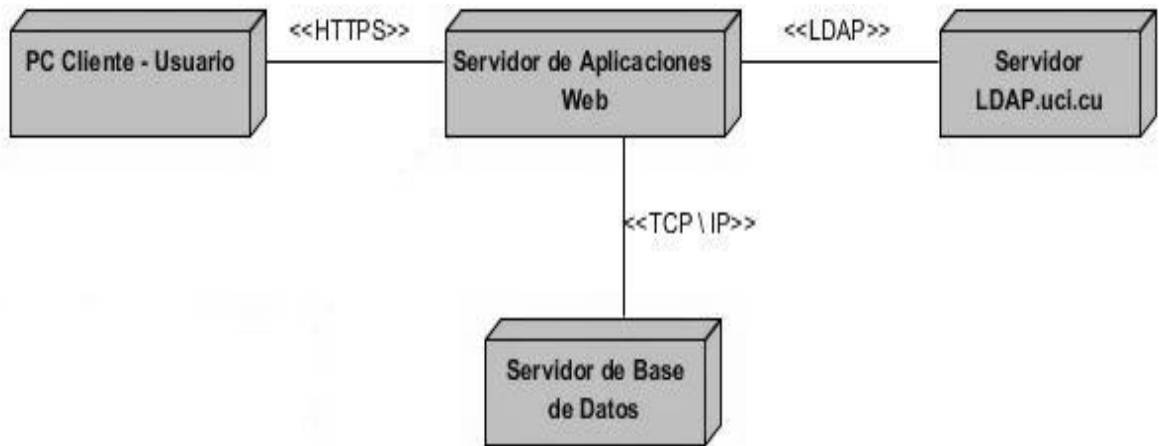 <<HTTPS>>
<<LDAP>>
PC Cliente - Usuario
Servidor de Aplicaciones
Web
Servidor
LDAP.uci.cu
<<TCP \ IP>>
Servidor de Base
de Datos